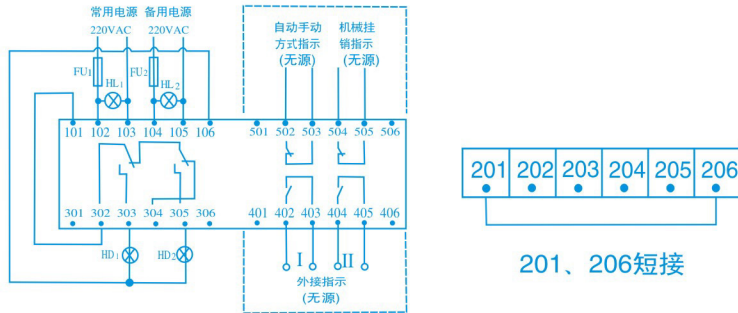 常用电源 备用电源
220VAC 220VAC
自动手动 机械挂
方式指示 销指示
(无源) (无源)
FU1 FU2
HL1 HL2
101 102 103 104 105 106 501 502 503 504 505 506
301 302 303 304 305 306 401 402 403 404 405 406
HD1 HD2
I II
外接指示
(无源)
201 202 203 204 205 206
201、206短接